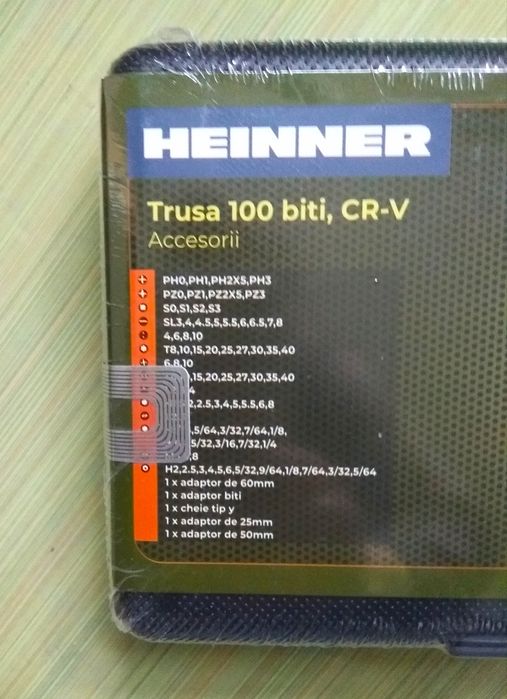 HEINNER
Trusa 100 biti, CR-V
Accesorii
PH0,PH1,PH2X5,PH3
PZ0,PZ1,PZ2X5,PZ3
S0,S1,S2,S3
SL3,4,4.5,5,5.5,6,6.5,7,8
4,6,8,10
T8,10,15,20,25,27,30,35,40
6,8,10
,15,20,25,27,30,35,40
4
2,2.5,3,4,5,5.5,6,8
,5/64,3/32,7/64,1/8,
5/32,3/16,7/32,1/4
,8
H2,2.5,3,4,5,6,5/32,9/64,1/8,7/64,3/32,5/64
1 x adaptor de 60mm
1 x adaptor biti
1 x cheie tip y
1 x adaptor de 25mm
1 x adaptor de 50mm